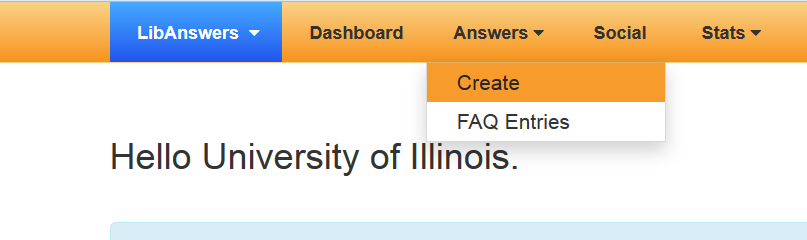 LibAnswers Dashboard Answers Social Stats
Create
FAQ Entries
Hello University of Illinois.